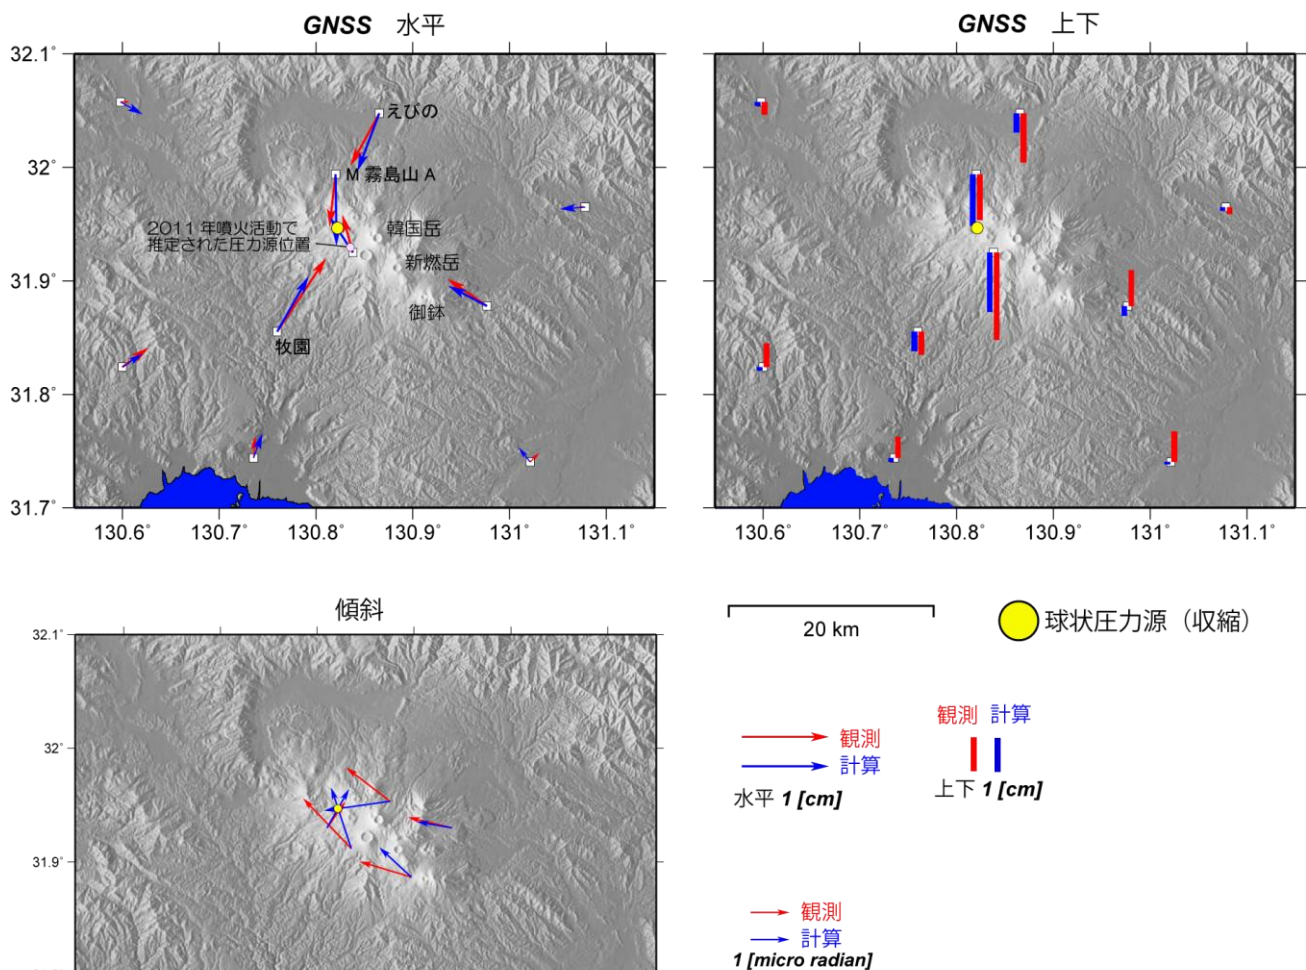 GNSS 水平
GNSS 上下
32.1°
32°
31.9°
31.8°
31.7°
えびの
M 霧島山 A
2011 年噴火活動で
推定された圧力源位置
韓国岳
新燃岳
御鉢
牧園
130.6°
130.7°
130.8°
130.9°
131°
131.1°
130.6°
130.7°
130.8°
130.9°
131°
131.1°
傾斜
32.1°
32°
31.9°
20 km
球状圧力源（収縮）
観測
計算
水平 1 [cm]
観測 計算
上下 1 [cm]
観測
計算
1 [micro radian]